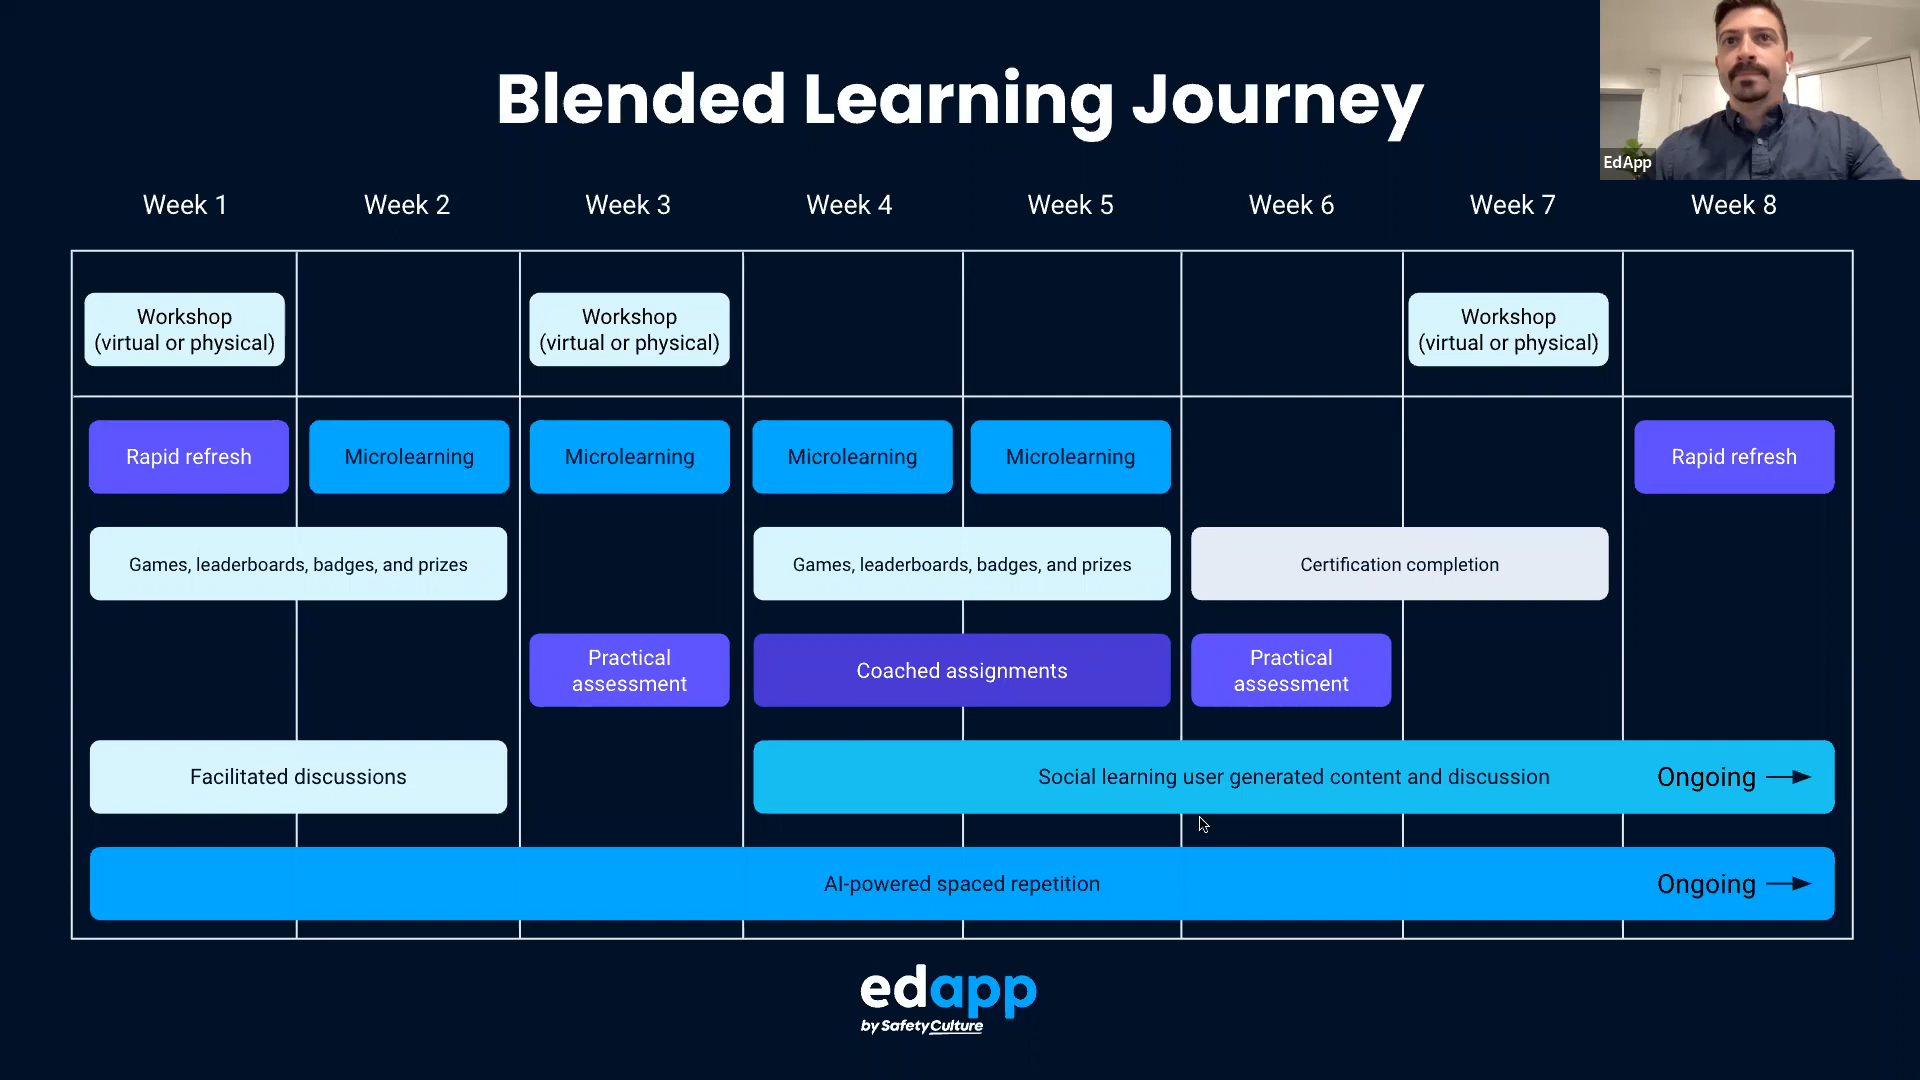 Blended Learning Journey
EdApp
Week 1
Week 2
Week 3
Week 4
Week 5
Week 6
Week 7
Week 8
Workshop
(virtual or physical)
Workshop
(virtual or physical)
Workshop
(virtual or physical)
Rapid refresh
Microlearning
Microlearning
Microlearning
Microlearning
Rapid refresh
Games, leaderboards, badges, and prizes
Games, leaderboards, badges, and prizes
Certification completion
Practical
assessment
Coached assignments
Practical
assessment
Facilitated discussions
Social learning user generated content and discussion
Ongoing
AI-powered spaced repetition
Ongoing
edapp
by SafetyCulture